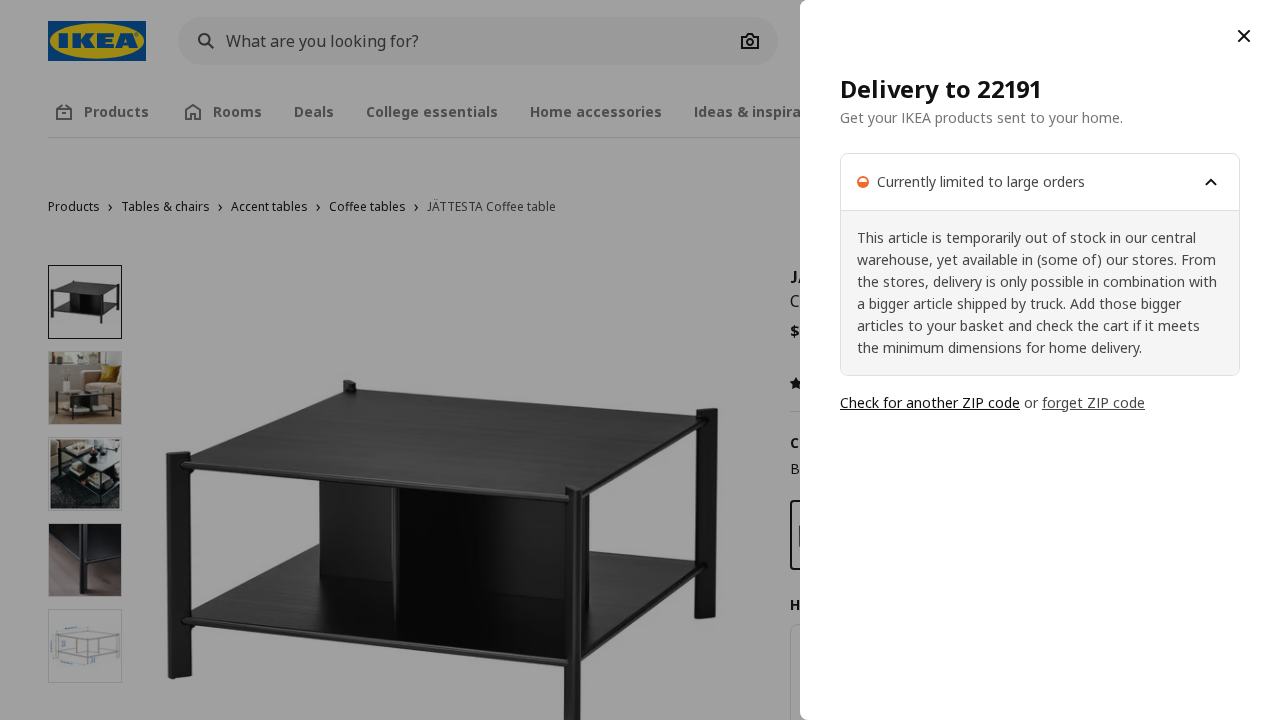 IKEA
What are you looking for?
Products
Rooms
Deals
College essentials
Home accessories
Ideas & inspira
Products › Tables & chairs › Accent tables › Coffee tables › JÄTTESTA Coffee table
$
Delivery to 22191
Get your IKEA products sent to your home.
Currently limited to large orders
This article is temporarily out of stock in our central
warehouse, yet available in (some of) our stores. From
the stores, delivery is only possible in combination with
a bigger article shipped by truck. Add those bigger
articles to your basket and check the cart if it meets
the minimum dimensions for home delivery.
Check for another ZIP code or forget ZIP code